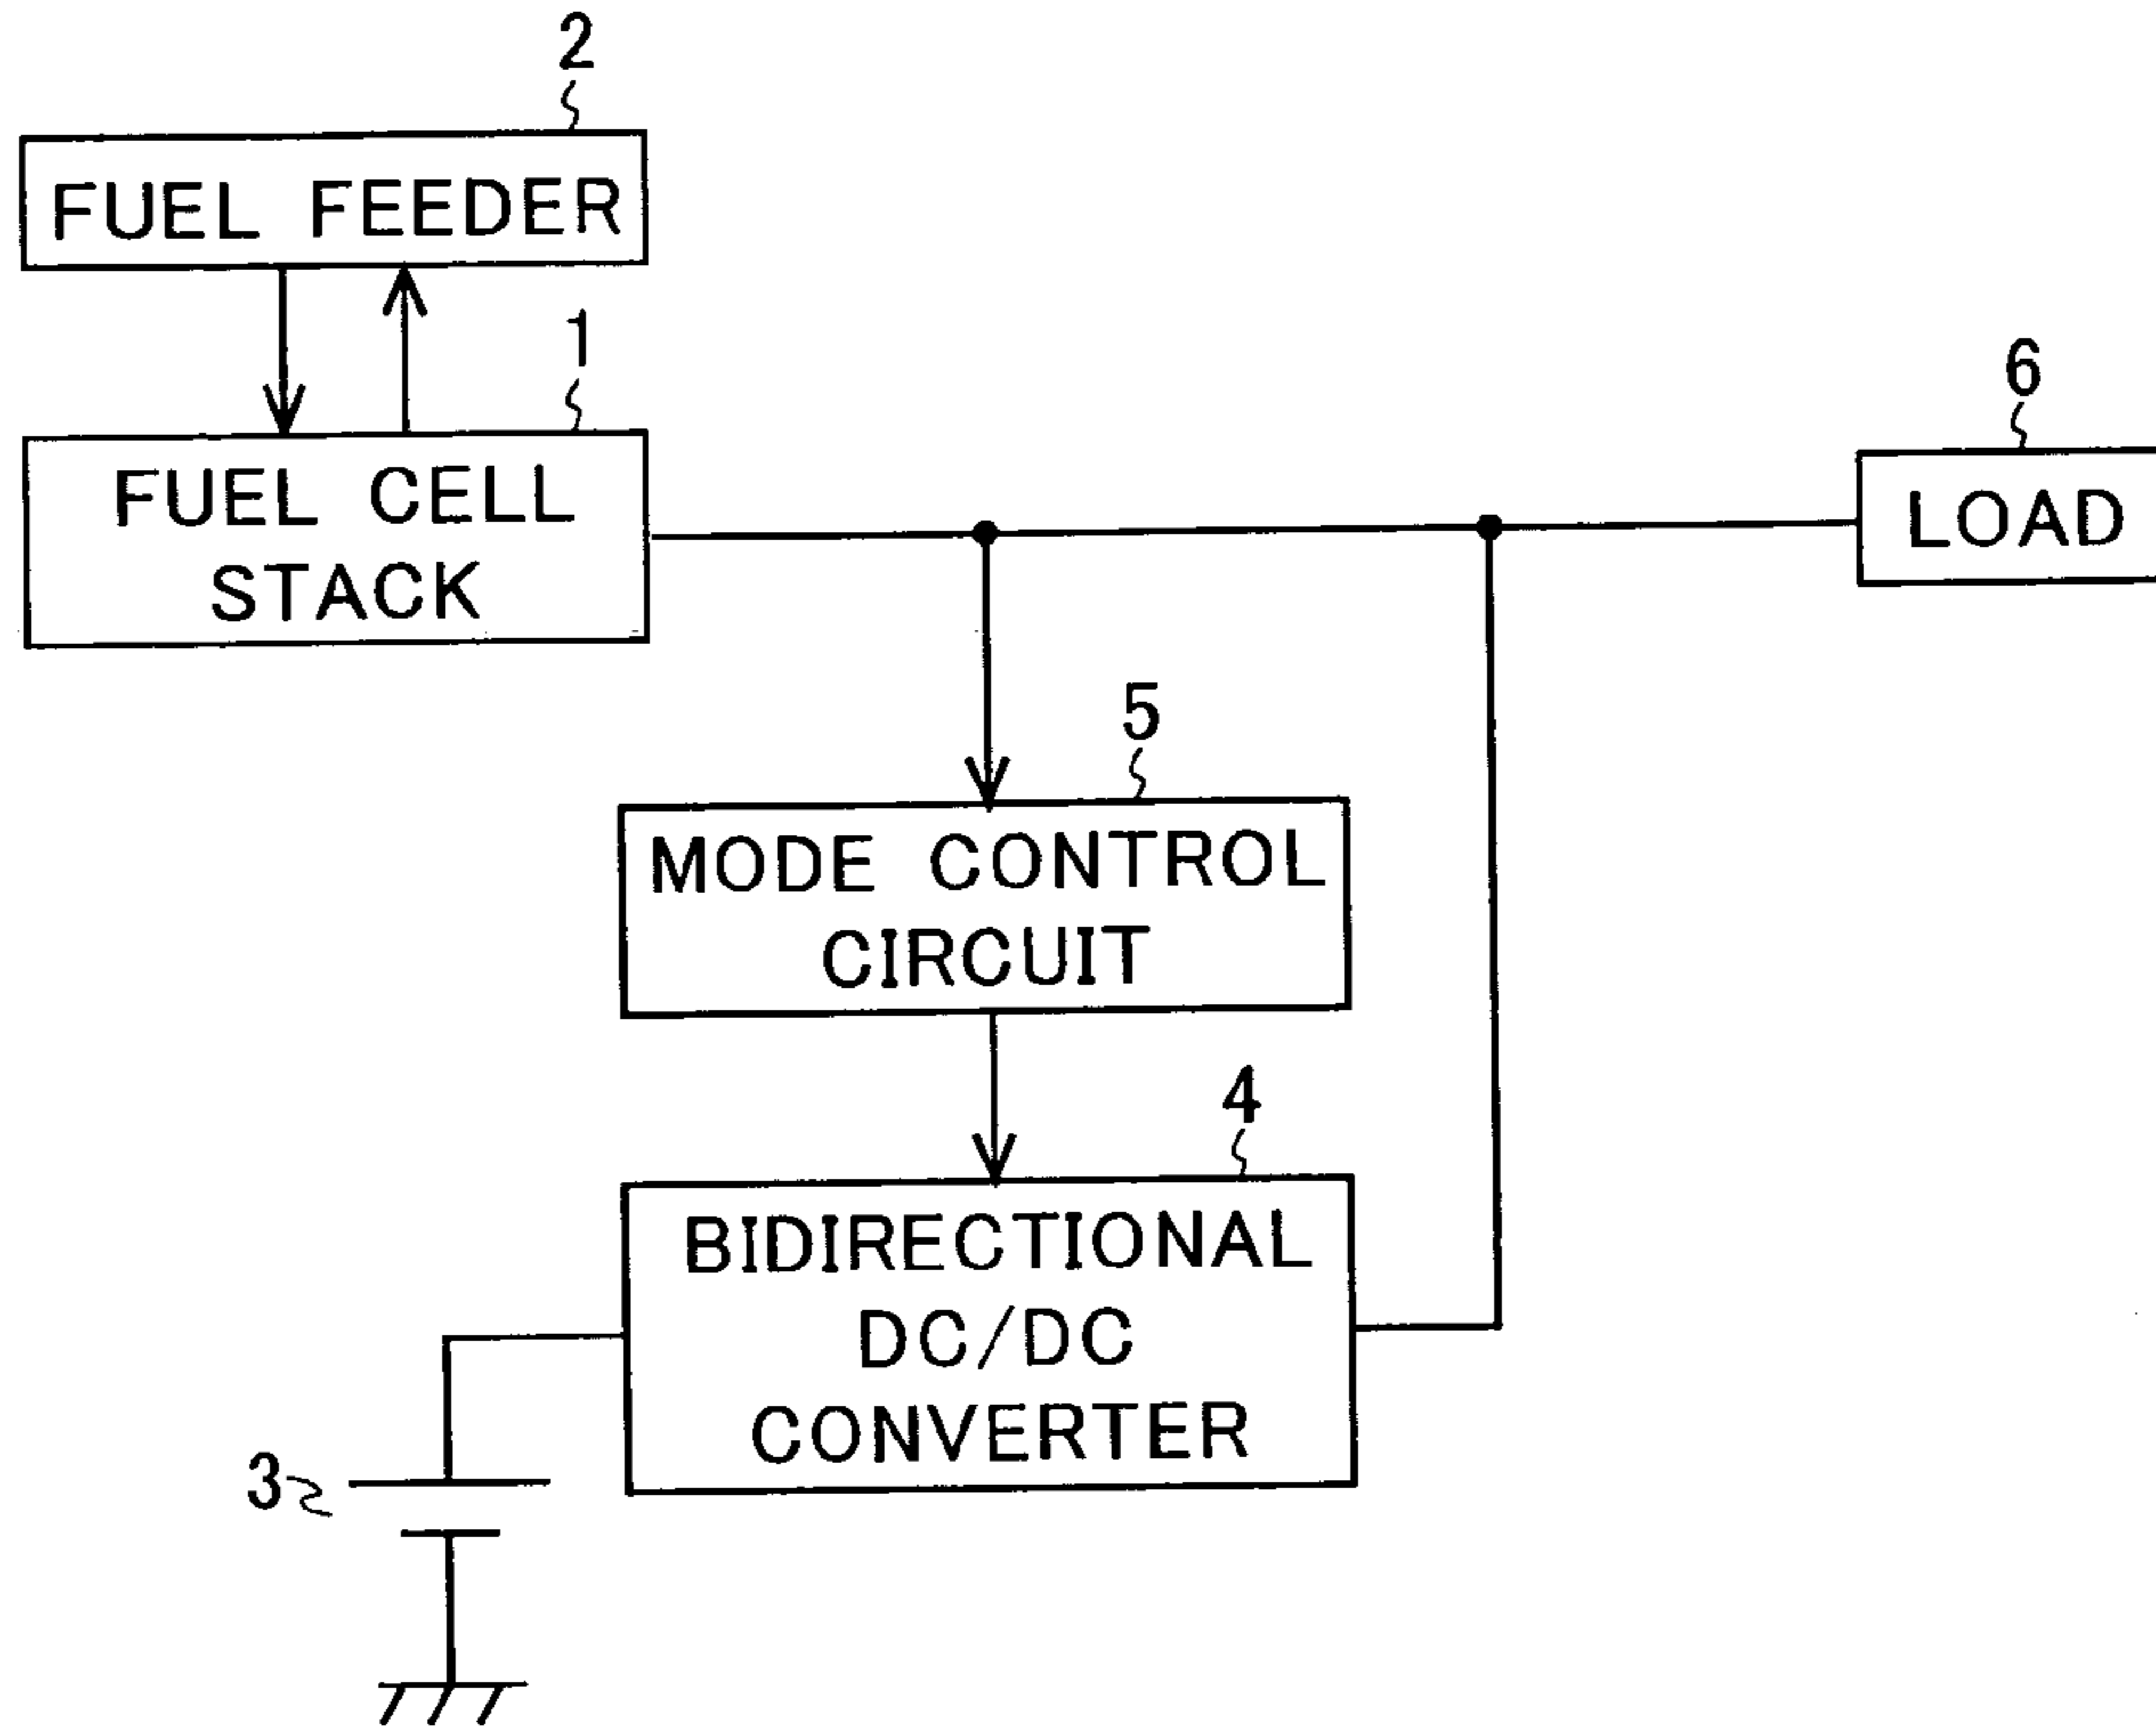 2
FUEL FEEDER
1
FUEL CELL
STACK
6
LOAD
5
MODE CONTROL
CIRCUIT
4
BIDIRECTIONAL
DC/DC
CONVERTER
3